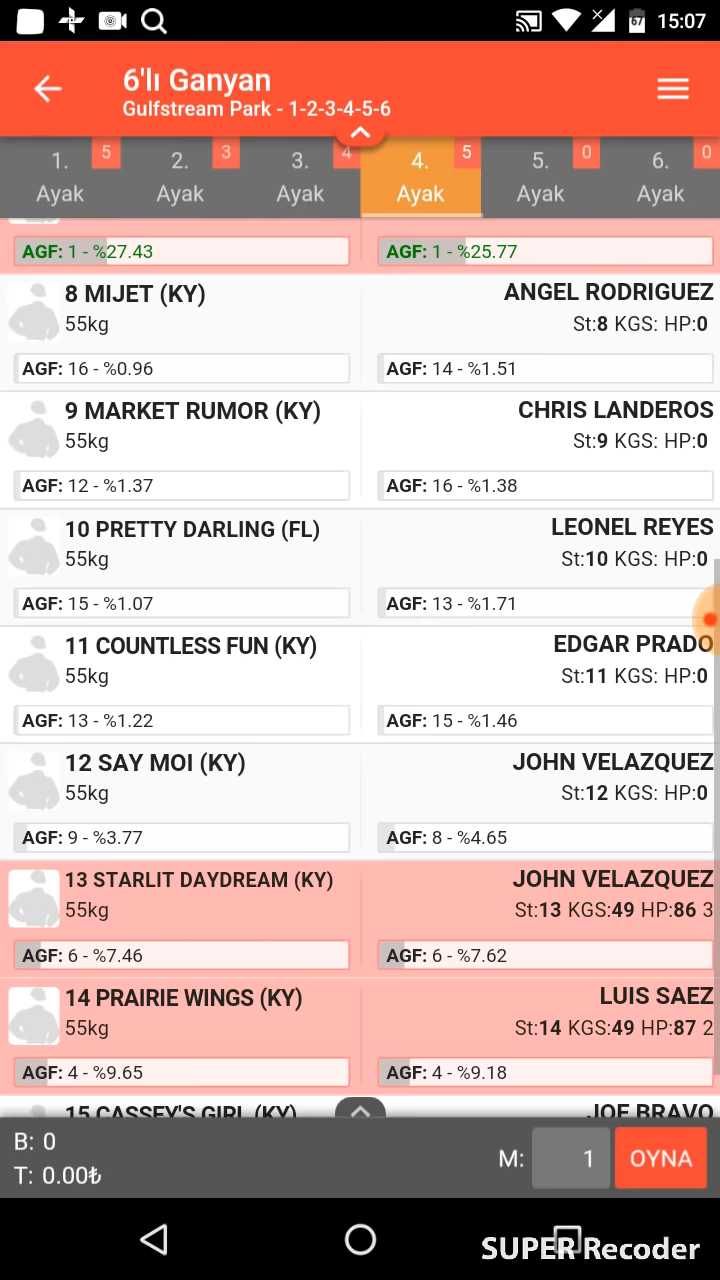 67 15:07
6'lı Ganyan
Gulfstream Park - 1-2-3-4-5-6
1. 5 2. 3 3. 4 4. 5 5. 0 6. 0
Ayak Ayak Ayak Ayak Ayak Ayak
AGF: 1 - %27.43 AGF: 1 - %25.77
8 MIJET (KY) ANGEL RODRIGUEZ
55kg St:8 KGS: HP:0
AGF: 16 - %0.96 AGF: 14 - %1.51
9 MARKET RUMOR (KY) CHRIS LANDEROS
55kg St:9 KGS: HP:0
AGF: 12 - %1.37 AGF: 16 - %1.38
10 PRETTY DARLING (FL) LEONEL REYES
55kg St:10 KGS: HP:0
AGF: 15 - %1.07 AGF: 13 - %1.71
11 COUNTLESS FUN (KY) EDGAR PRADO
55kg St:11 KGS: HP:0
AGF: 13 - %1.22 AGF: 15 - %1.46
12 SAY MOI (KY) JOHN VELAZQUEZ
55kg St:12 KGS: HP:0
AGF: 9 - %3.77 AGF: 8 - %4.65
13 STARLIT DAYDREAM (KY) JOHN VELAZQUEZ
55kg St:13 KGS:49 HP:86 3
AGF: 6 - %7.46 AGF: 6 - %7.62
14 PRAIRIE WINGS (KY) LUIS SAEZ
55kg St:14 KGS:49 HP:87 2
AGF: 4 - %9.65 AGF: 4 - %9.18
15 CASSEY'S GIRL (KY) JOE BRAVO
B: 0
T: 0.00₺
M: 1 OYNA
SUPER Recoder